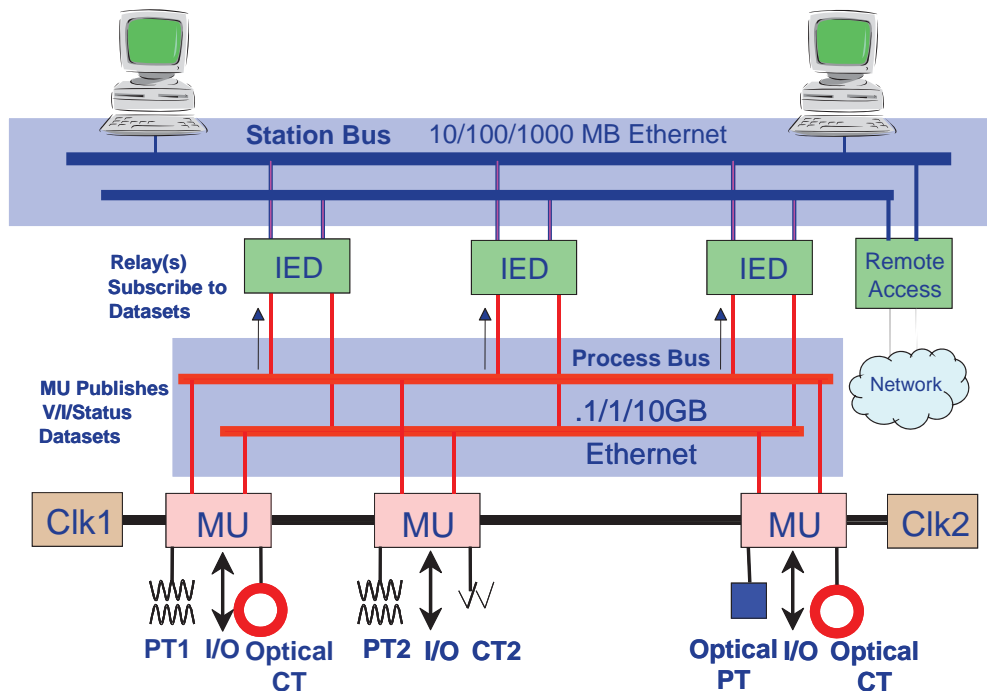 Station Bus 10/100/1000 MB Ethernet
IED
IED
IED
Relay(s)
Subscribe to
Datasets
Remote
Access
Process Bus
Network
MU Publishes
V/I/Status
Datasets
.1/1/10GB
Ethernet
Clk1
MU
MU
MU
Clk2
PT1 I/O Optical
CT
PT2 I/O CT2
Optical I/O Optical
PT CT